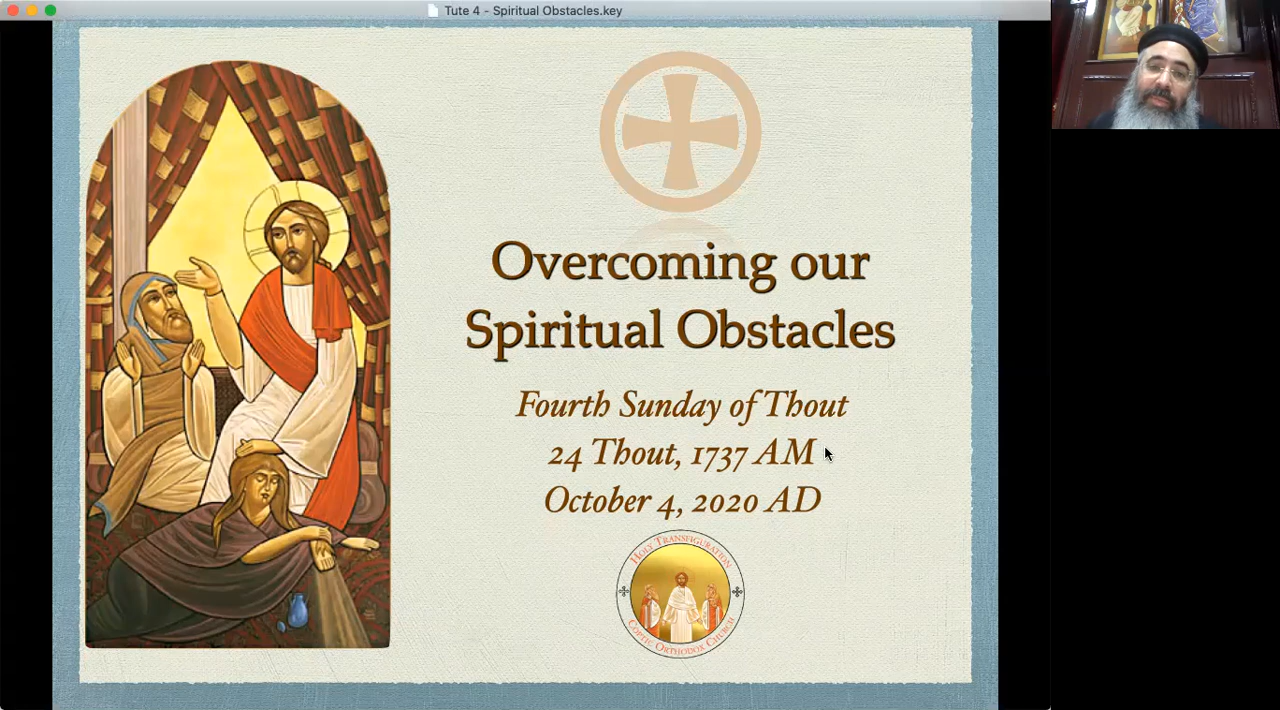 Tute 4 - Spiritual Obstacles.key
Overcoming our
Spiritual Obstacles
Fourth Sunday of Thout
24 Thout, 1737 AM
October 4, 2020 AD
HOLY TRANSFIGURATION
COPTIC ORTHODOX CHURCH